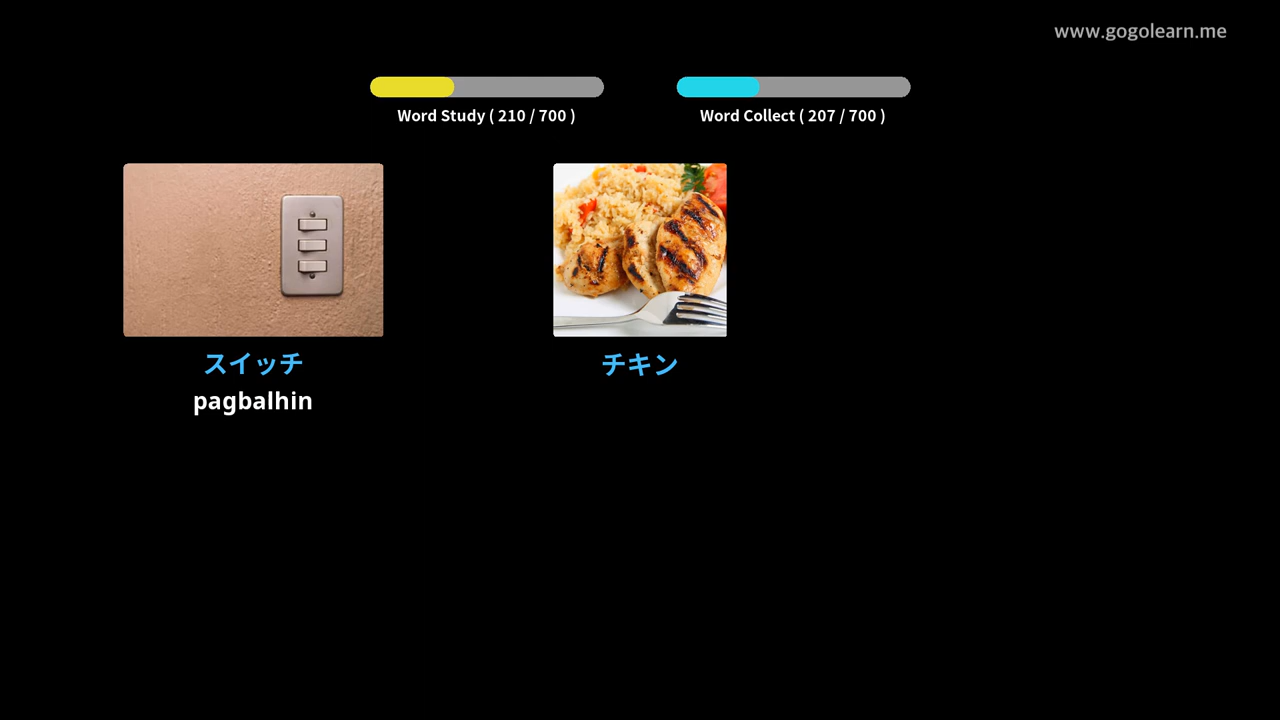 www.gogolearn.me
Word Study ( 210 / 700 )
Word Collect ( 207 / 700 )
スイッチ
pagbalhin
チキン